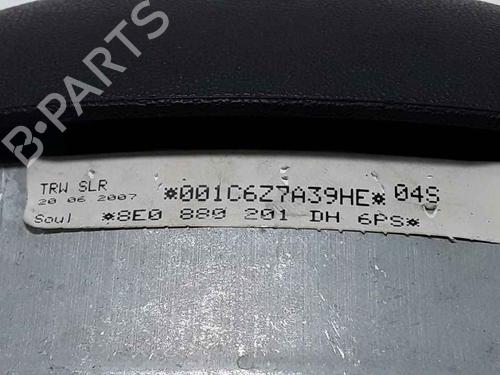 B-PARTS
TRW SLR
20 06 2007 *001C6Z7A39HE* 04S
Soul *8E0 880 201 DH 6PS*